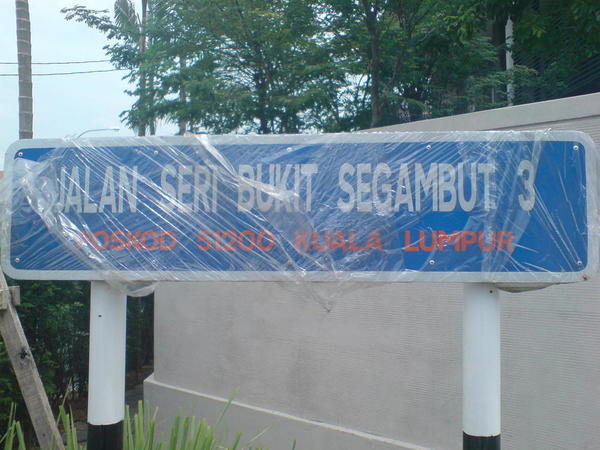 JALAN SERI BUKIT SEGAMBUT 3
POSKOD 51200 KUALA LUMPUR